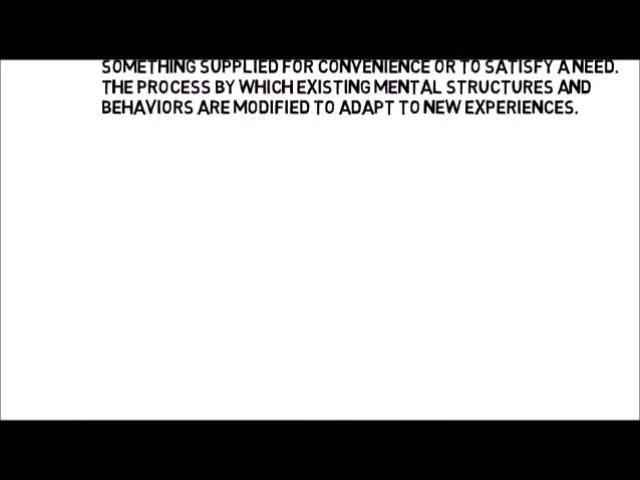 SOMETHING SUPPLIED FOR CONVENIENCE OR TO SATISFY A NEED.
THE PROCESS BY WHICH EXISTING MENTAL STRUCTURES AND
BEHAVIORS ARE MODIFIED TO ADAPT TO NEW EXPERIENCES.